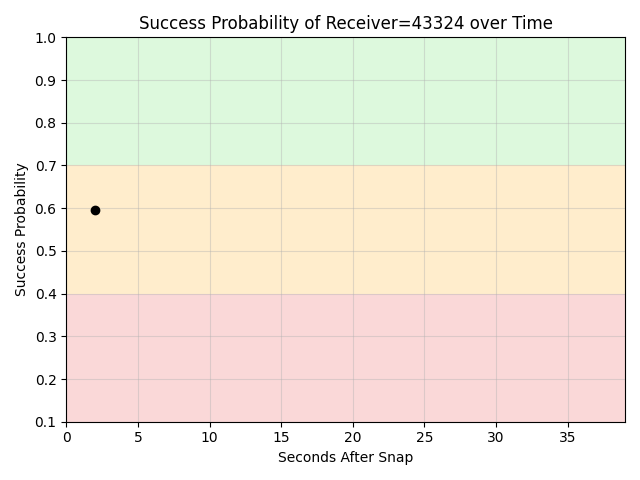 Success Probability of Receiver=43324 over Time
1.0
0.9
0.8
0.7
0.6
0.5
0.4
0.3
0.2
0.1
Success Probability
0 5 10 15 20 25 30 35
Seconds After Snap